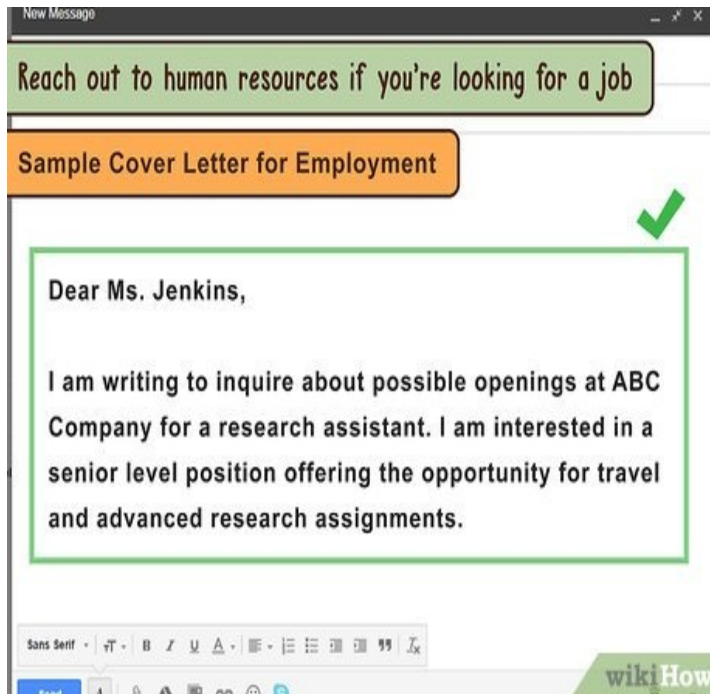 New Message
Reach out to human resources if you're looking for a job
Sample Cover Letter for Employment
Dear Ms. Jenkins,
I am writing to inquire about possible openings at ABC
Company for a research assistant. I am interested in a
senior level position offering the opportunity for travel
and advanced research assignments.
Sans Serif
Send
wikiHow